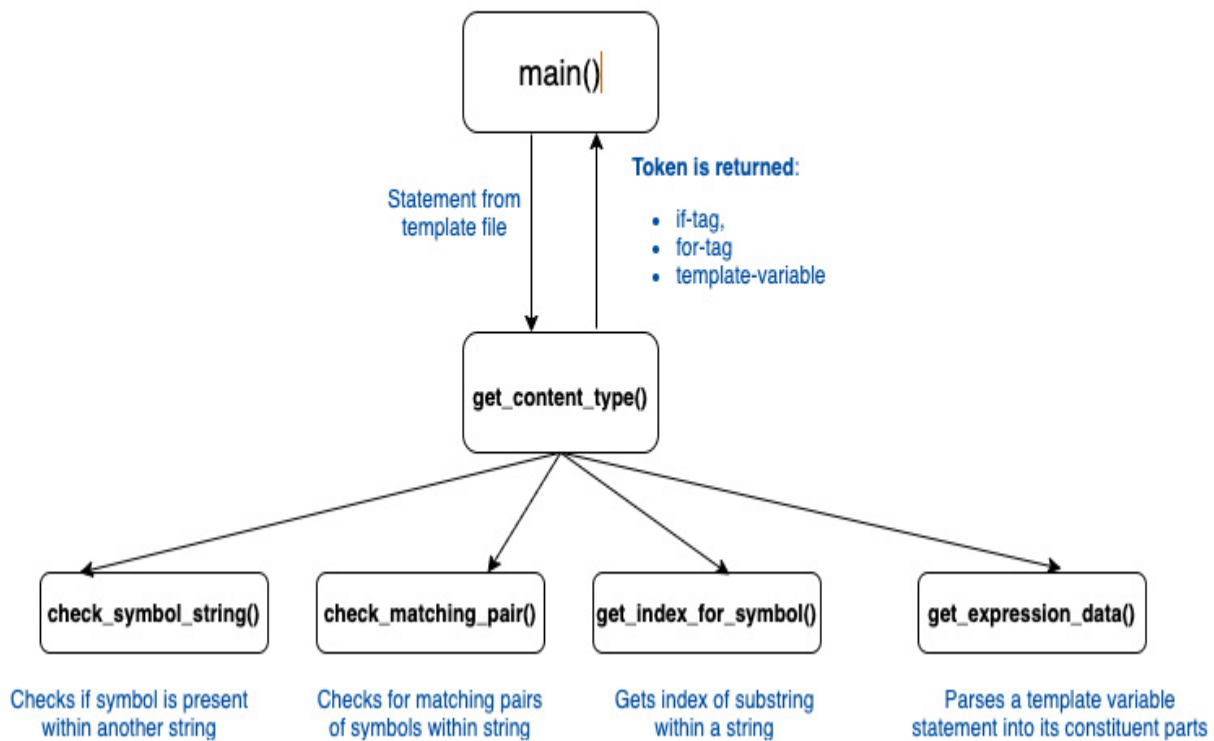 main()
Statement from
template file
Token is returned:
• if-tag,
• for-tag
• template-variable
get_content_type()
check_symbol_string()
check_matching_pair()
get_index_for_symbol()
get_expression_data()
Checks if symbol is present
within another string
Checks for matching pairs
of symbols within string
Gets index of substring
within a string
Parses a template variable
statement into its constituent parts